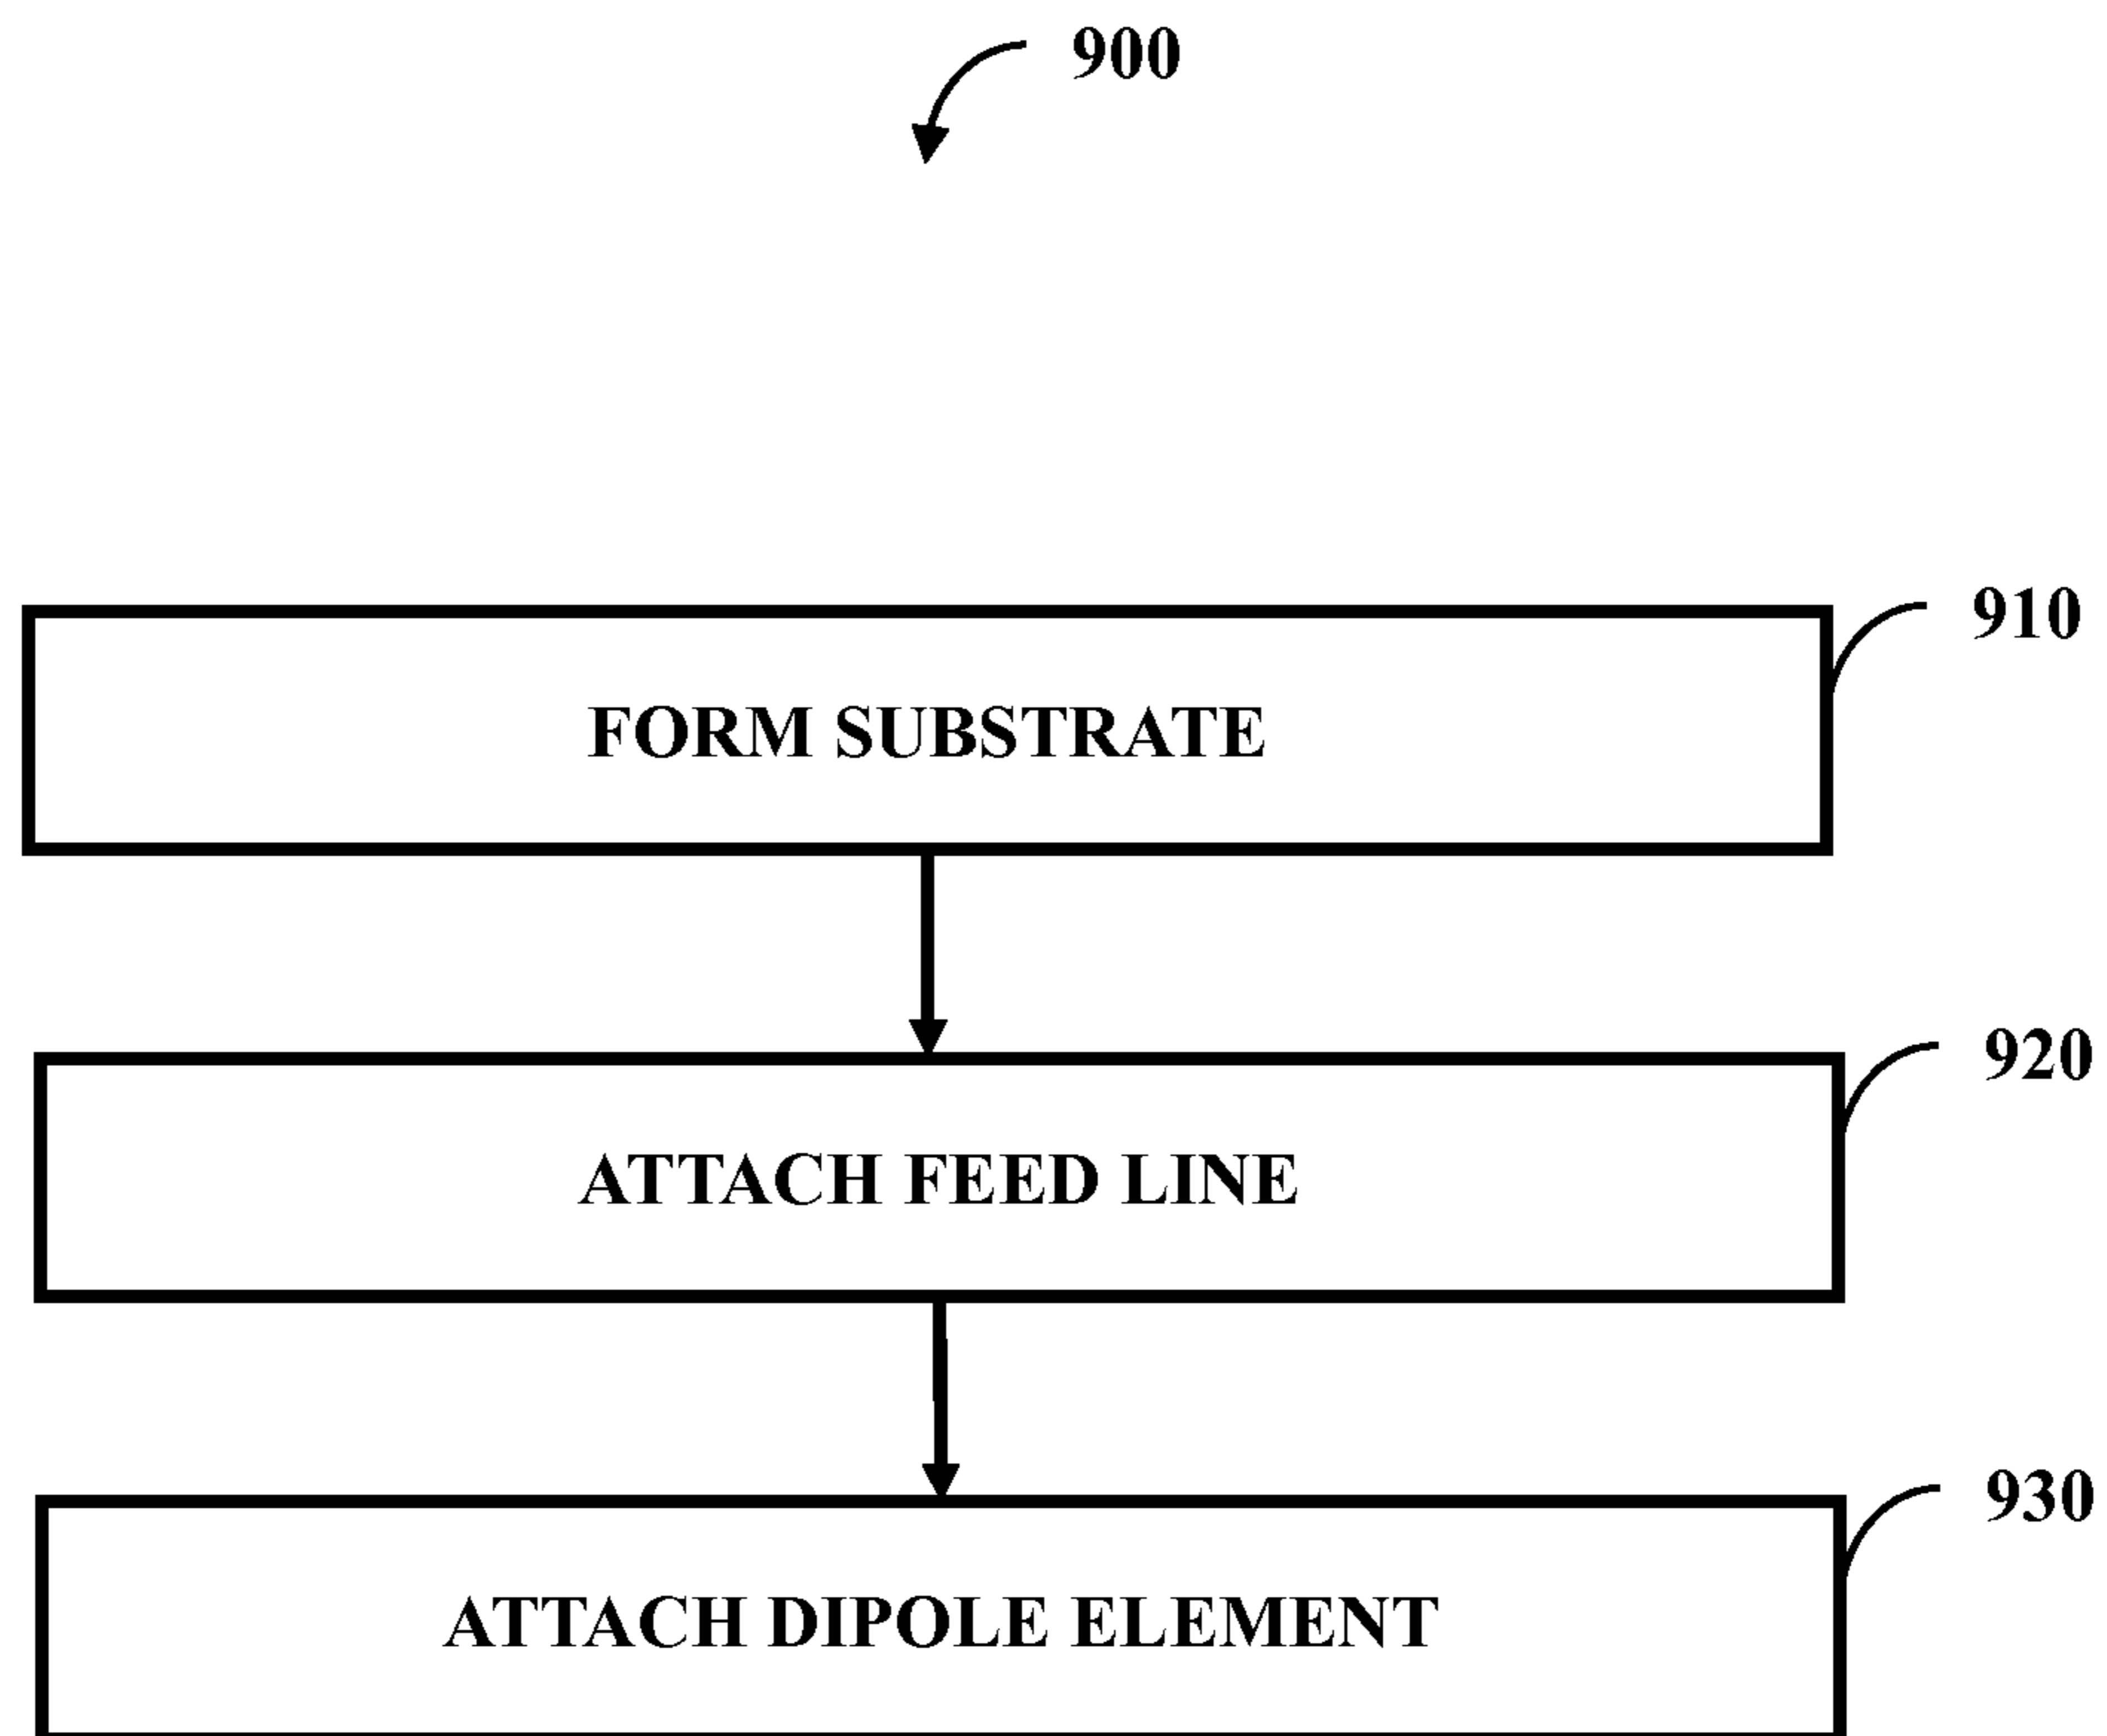 900
910
FORM SUBSTRATE
920
ATTACH FEED LINE
930
ATTACH DIPOLE ELEMENT